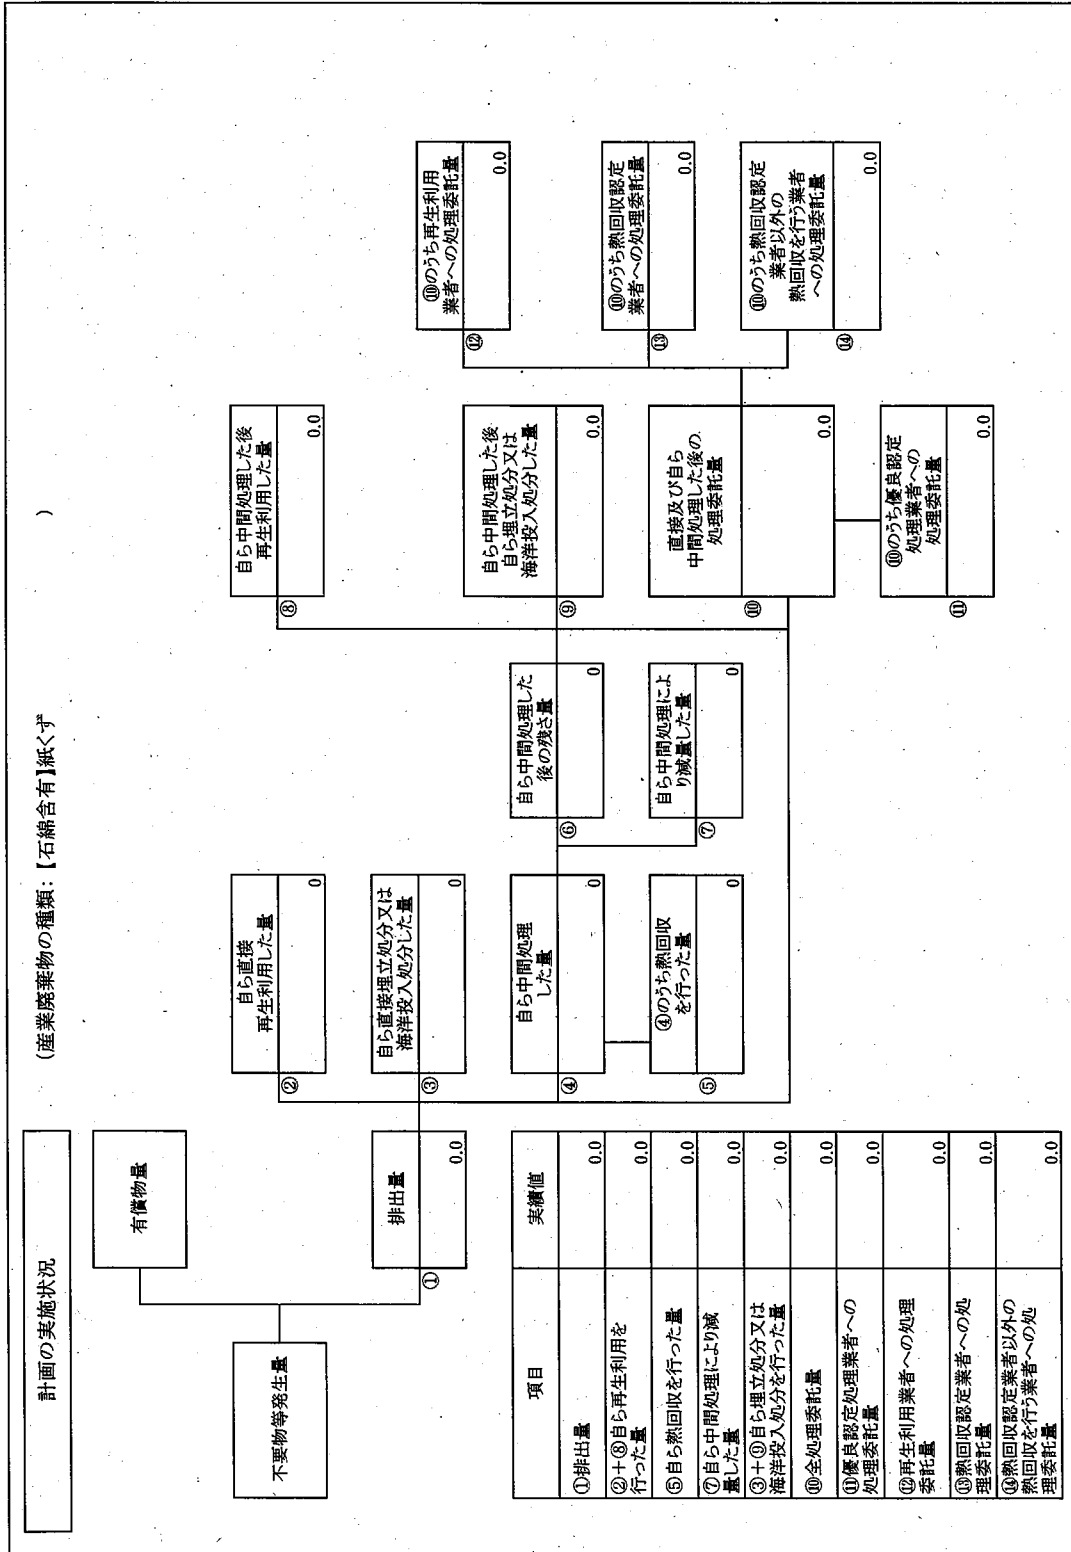 計画の実施状況
(産業廃棄物の種類:【石綿含有】紙くず )
不要物等発生量
有償物量
①
排出量
0.0
②
自ら直接
再生利用した量
0
③
自ら直接埋立処分又は
海洋投入処分した量
0
④
自ら中間処理
した量
0
⑤
④のうち熱回収
を行った量
0
⑥
自ら中間処理した
後の残さ量
0
⑦
自ら中間処理によ
り減量した量
0
⑧
自ら中間処理した後
再生利用した量
0.0
⑨
自ら中間処理した後
自ら埋立処分又は
海洋投入処分した量
0.0
⑩
直接及び自ら
中間処理した後の
処理委託量
0.0
⑪
⑩のうち優良認定
処理業者への
処理委託量
0.0
⑫
⑩のうち再生利用
業者への処理委託量
0.0
⑬
⑩のうち熱回収認定
業者への処理委託量
0.0
⑭
⑩のうち熱回収認定
業者以外の
熱回収を行う業者
への処理委託量
0.0
項目 実績値
①排出量 0.0
②+⑧自ら再生利用を
行った量 0.0
⑤自ら熱回収を行った量 0.0
⑦自ら中間処理により減
量した量 0.0
③+⑨自ら埋立処分又は
海洋投入処分を行った量 0.0
⑩全処理委託量 0.0
⑪優良認定処理業者への
処理委託量 0.0
⑫再生利用業者への処理
委託量 0.0
⑬熱回収認定業者への処
理委託量 0.0
⑭熱回収認定業者以外の
熱回収を行う業者への処
理委託量 0.0